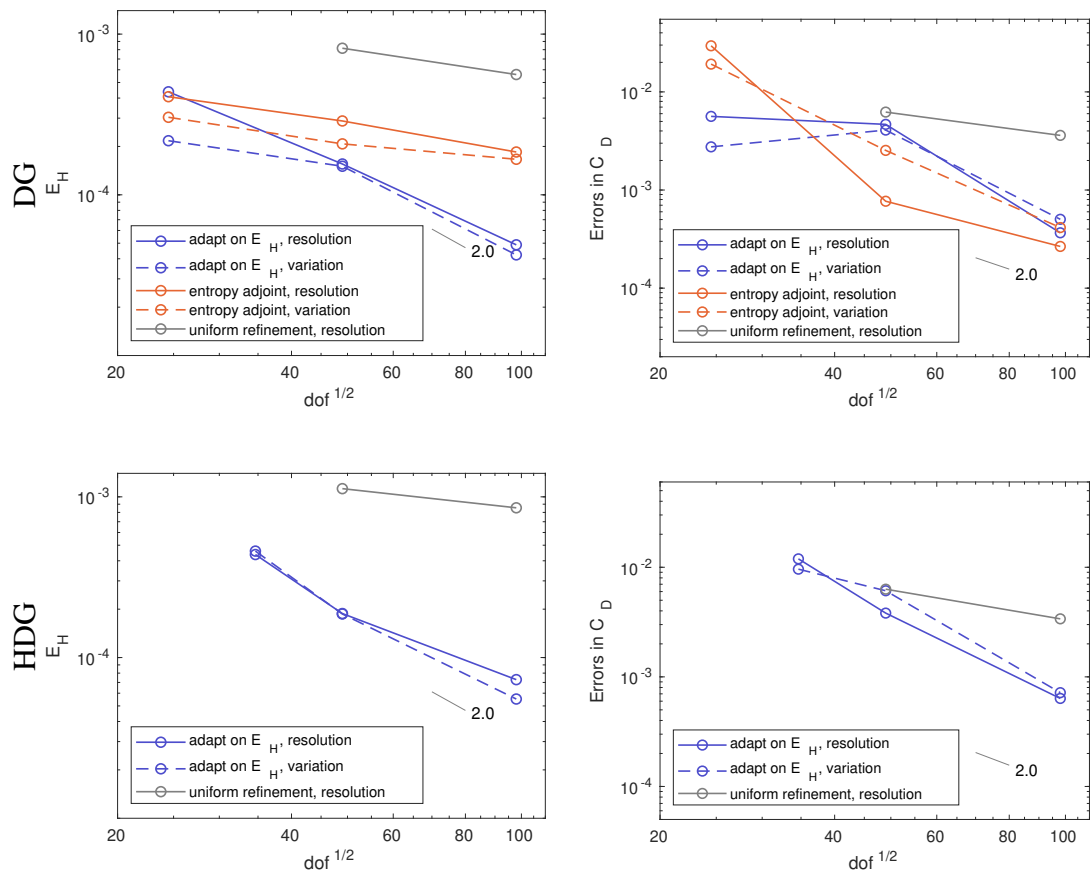 DG
E_H
10^-3
10^-4
adapt on E_H, resolution
adapt on E_H, variation
entropy adjoint, resolution
entropy adjoint, variation
uniform refinement, resolution
2.0
20 40 60 80 100
dof^1/2
Errors in C_D
10^-2
10^-3
10^-4
adapt on E_H, resolution
adapt on E_H, variation
entropy adjoint, resolution
entropy adjoint, variation
uniform refinement, resolution
2.0
20 40 60 80 100
dof^1/2
HDG
E_H
10^-3
10^-4
adapt on E_H, resolution
adapt on E_H, variation
uniform refinement, resolution
2.0
20 40 60 80 100
dof^1/2
Errors in C_D
10^-2
10^-3
10^-4
adapt on E_H, resolution
adapt on E_H, variation
uniform refinement, resolution
2.0
20 40 60 80 100
dof^1/2